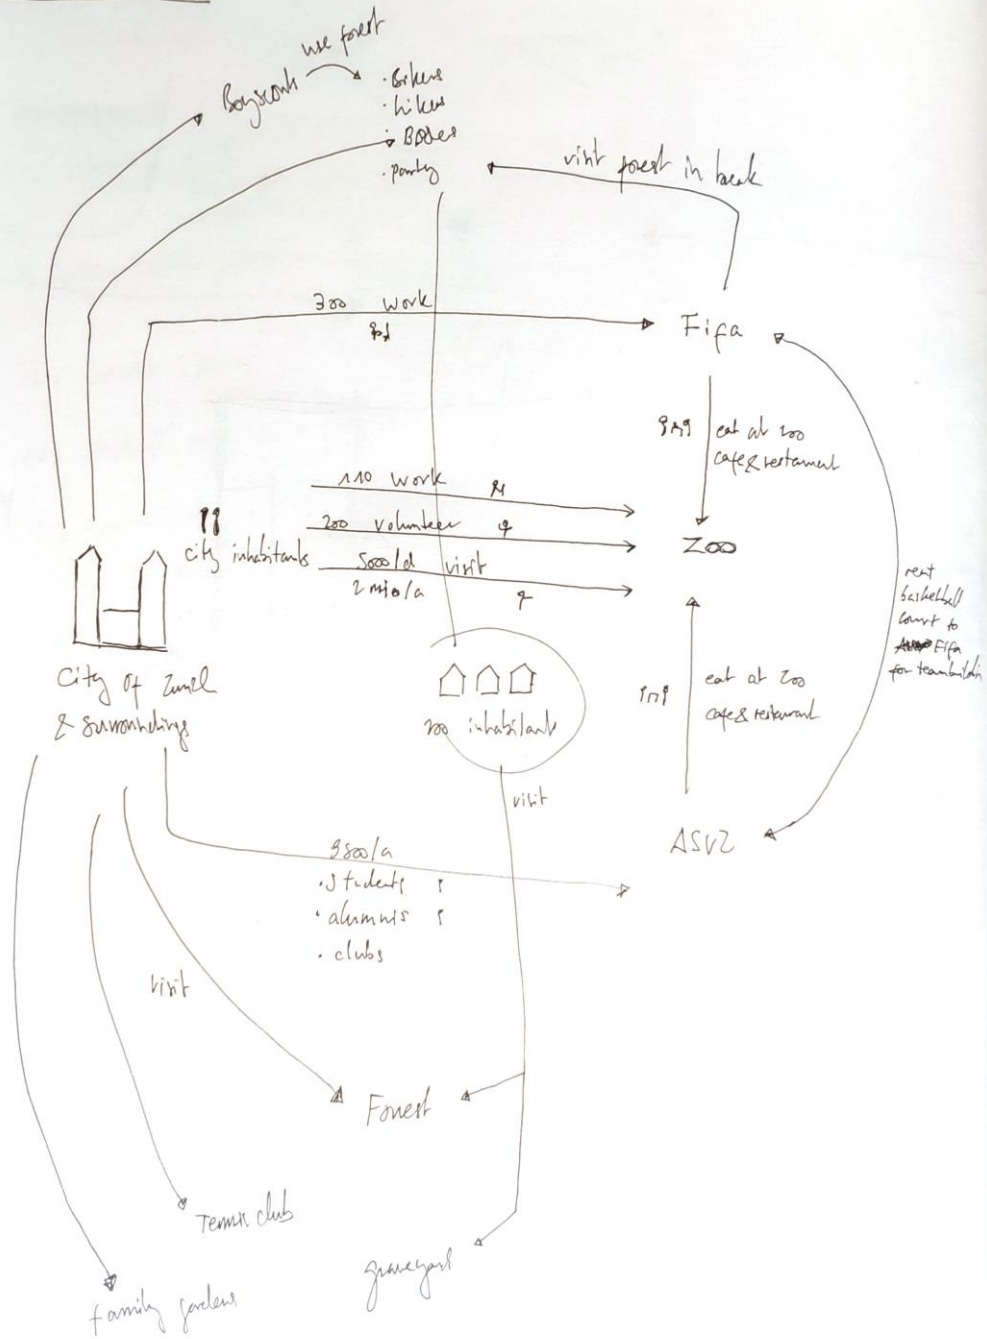 use forest
Boyscouts
· Bikers
· hikers
· Booler
· party
visit forest in break
300 work
Fifa
eat at zoo
cafe & restaurant
110 work
200 volunteer
city inhabitants
5000/d visit
2 mio/a
Zoo
rent
basketball
court to
Fifa
for teambuildin
City of Zurich
& surroundings
200 inhabitants
eat at Zoo
cafe & restaurant
visit
ASVZ
9800/a
· students
· alumnis
· clubs
visit
Forest
Tennis club
graveyard
family gardens